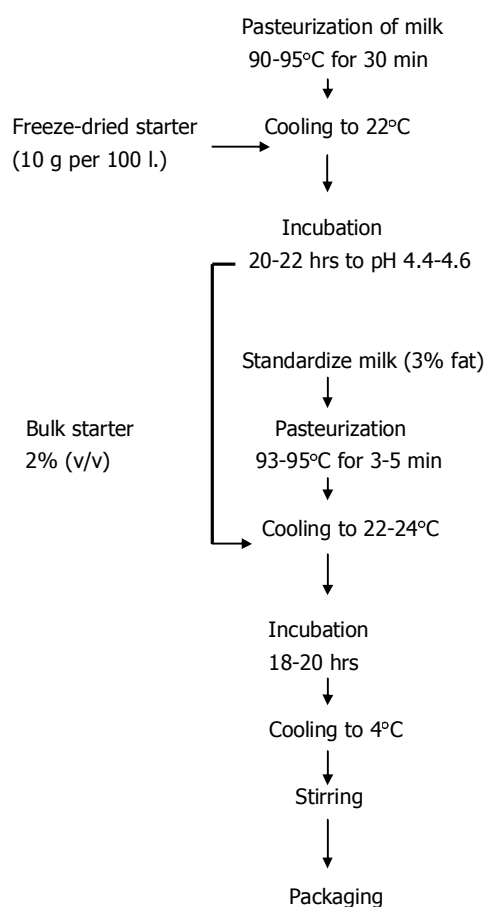 Pasteurization of milk
90-95°C for 30 min
Freeze-dried starter
(10 g per 100 l.)
Cooling to 22°C
Incubation
20-22 hrs to pH 4.4-4.6
Standardize milk (3% fat)
Bulk starter
2% (v/v)
Pasteurization
93-95°C for 3-5 min
Cooling to 22-24°C
Incubation
18-20 hrs
Cooling to 4°C
Stirring
Packaging